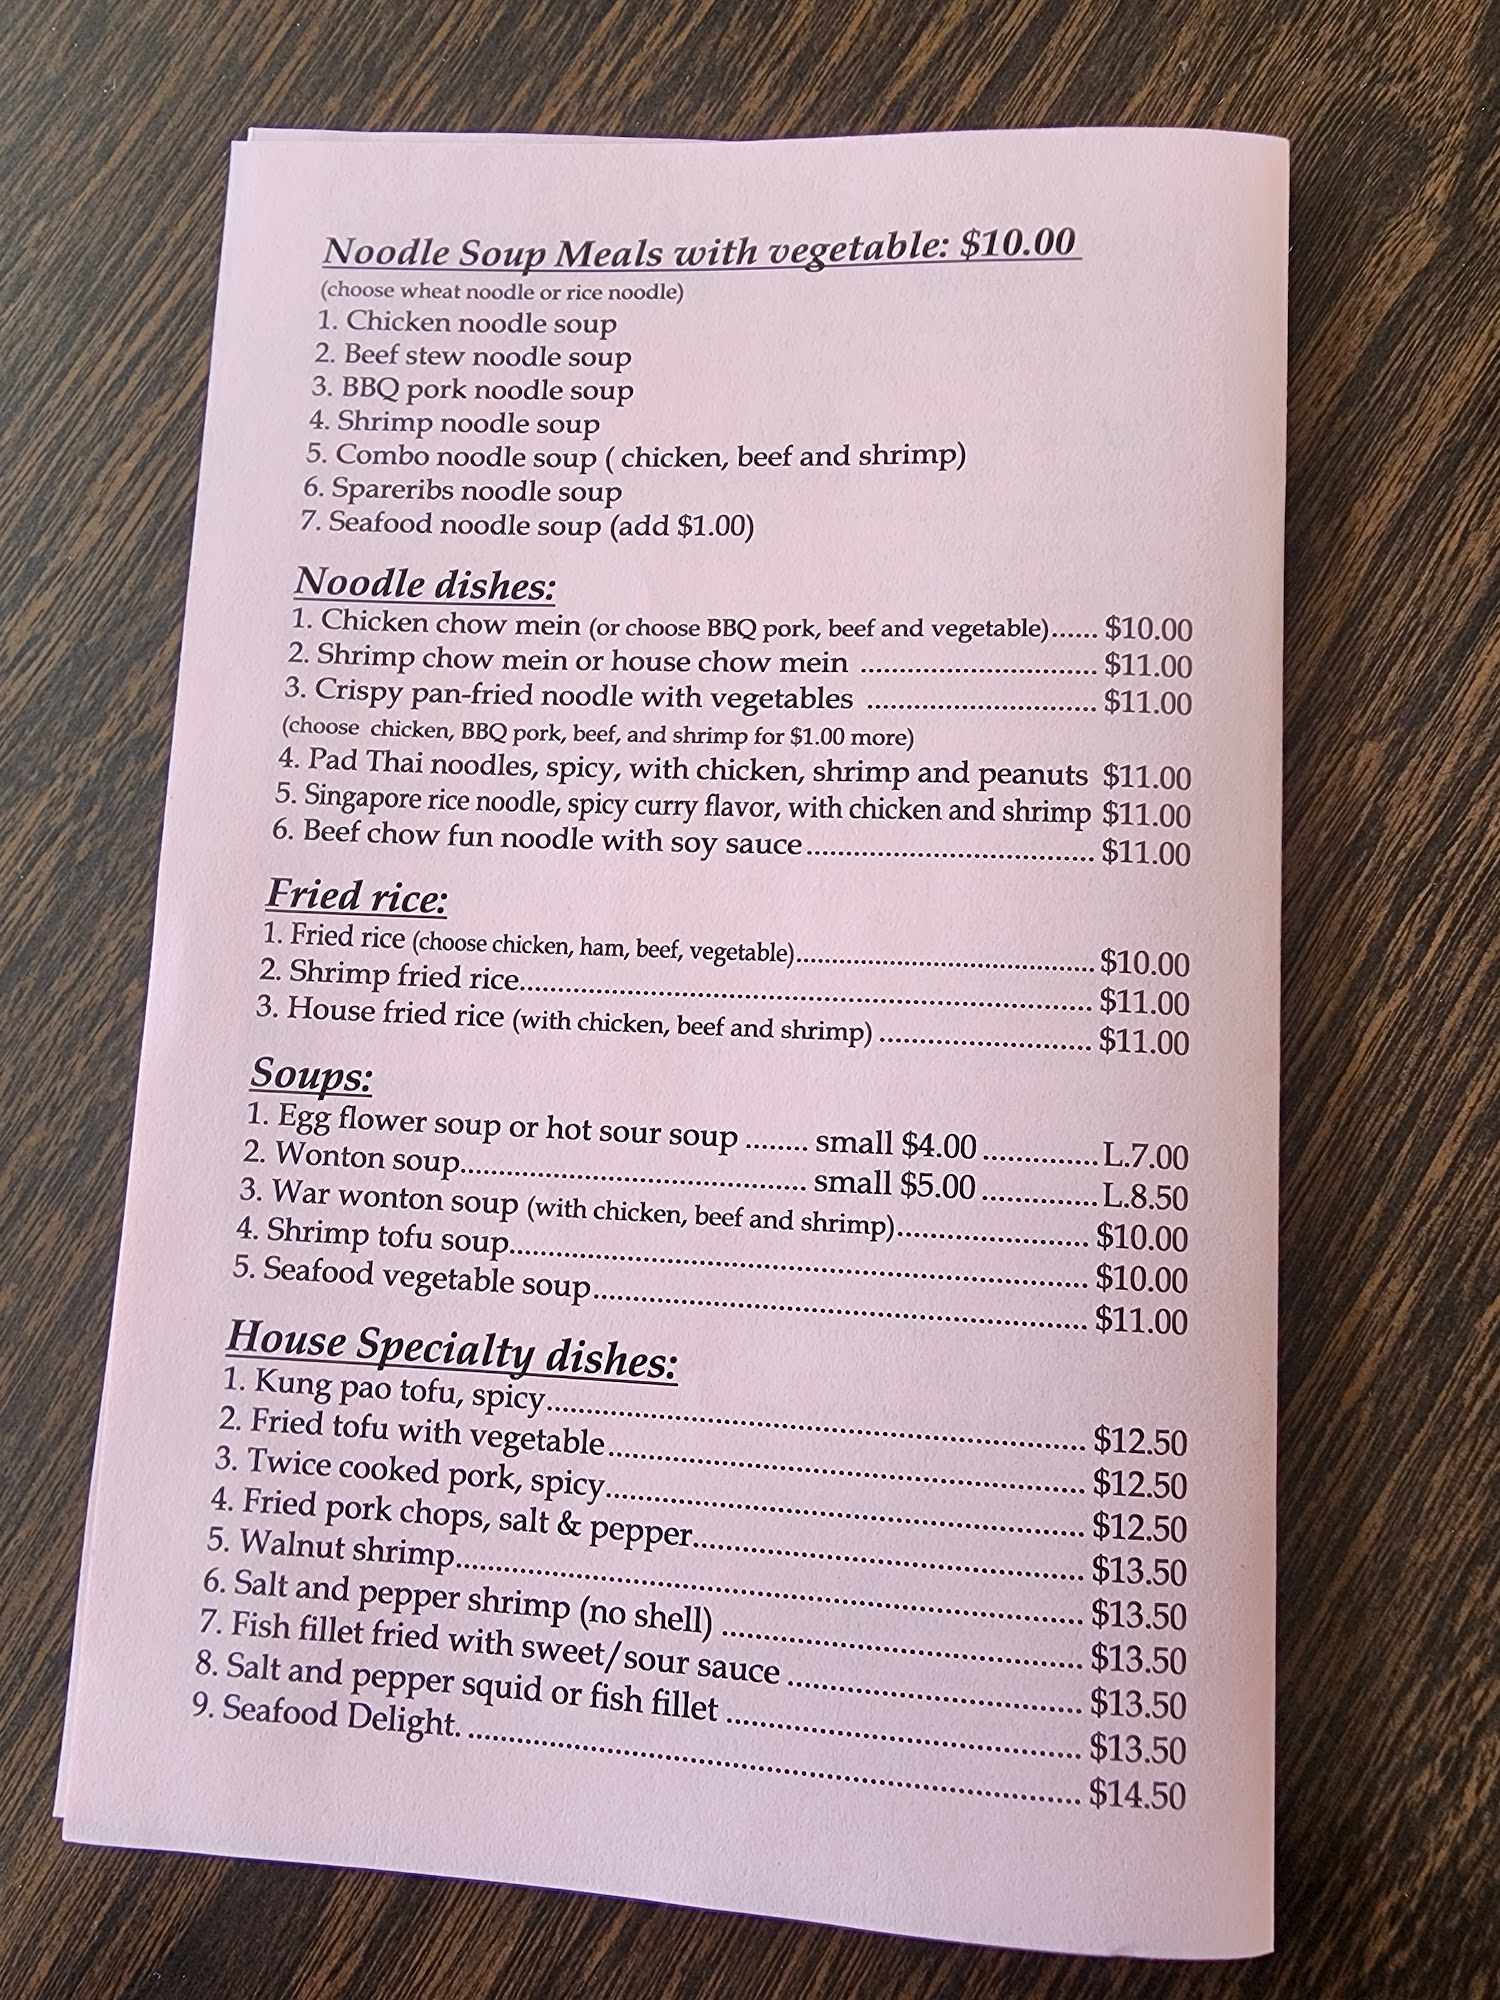 Noodle Soup Meals with vegetable: $10.00
(choose wheat noodle or rice noodle)
1. Chicken noodle soup
2. Beef stew noodle soup
3. BBQ pork noodle soup
4. Shrimp noodle soup
5. Combo noodle soup ( chicken, beef and shrimp)
6. Spareribs noodle soup
7. Seafood noodle soup (add $1.00)
Noodle dishes:
1. Chicken chow mein (or choose BBQ pork, beef and vegetable)...... $10.00
2. Shrimp chow mein or house chow mein .............................. $11.00
3. Crispy pan-fried noodle with vegetables ............................. $11.00
(choose  chicken, BBQ pork, beef, and shrimp for $1.00 more)
4. Pad Thai noodles, spicy, with chicken, shrimp and peanuts $11.00
5. Singapore rice noodle, spicy curry flavor, with chicken and shrimp $11.00
6. Beef chow fun noodle with soy sauce.................................... $11.00
Fried rice:
1. Fried rice (choose chicken, ham, beef, vegetable)...................................... $10.00
2. Shrimp fried rice......................................................................... $11.00
3. House fried rice (with chicken, beef and shrimp) ........................... $11.00
Soups:
1. Egg flower soup or hot sour soup ........ small $4.00 .............. L.7.00
2. Wonton soup............................................ small $5.00 .............. L.8.50
3. War wonton soup (with chicken, beef and shrimp)........................ $10.00
4. Shrimp tofu soup.......................................................................... $10.00
5. Seafood vegetable soup............................................................... $11.00
House Specialty dishes:
1. Kung pao tofu, spicy.................................................................... $12.50
2. Fried tofu with vegetable............................................................ $12.50
3. Twice cooked pork, spicy............................................................ $12.50
4. Fried pork chops, salt & pepper................................................. $13.50
5. Walnut shrimp.............................................................................. $13.50
6. Salt and pepper shrimp (no shell) ............................................. $13.50
7. Fish fillet fried with sweet/sour sauce ..................................... $13.50
8. Salt and pepper squid or fish fillet ............................................ $13.50
9. Seafood Delight. ............................................................................ $14.50